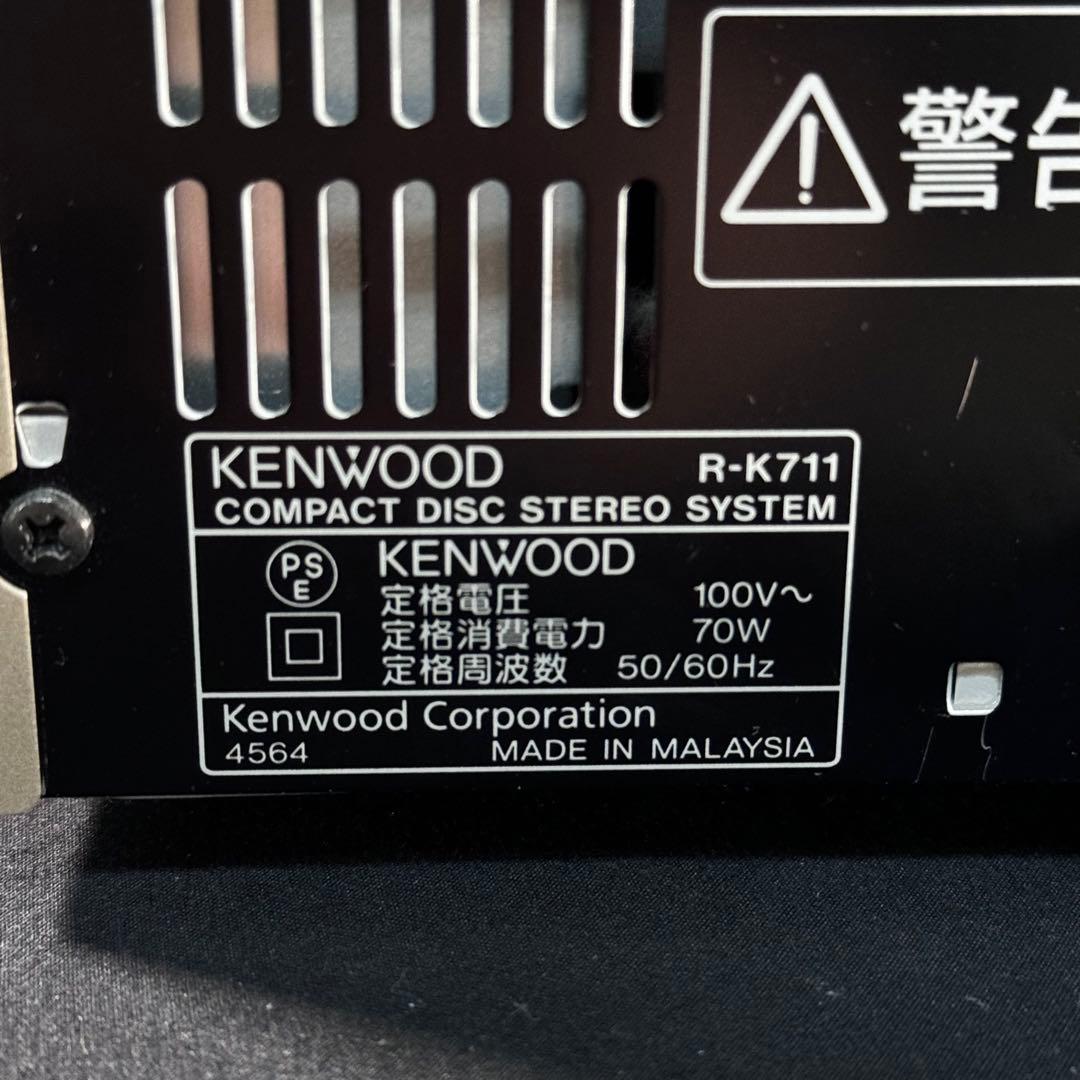 警告
KENWOOD R-K711
COMPACT DISC STEREO SYSTEM
PS
E
KENWOOD
定格電圧 100V～
定格消費電力 70W
定格周波数 50/60Hz
Kenwood Corporation
4564 MADE IN MALAYSIA